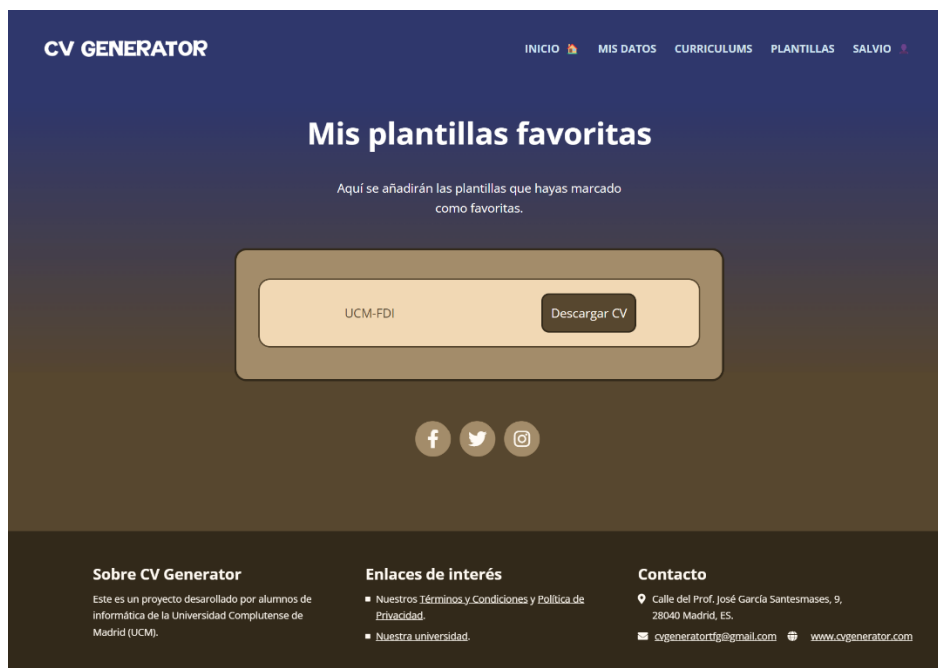 CV GENERATOR
INICIO MIS DATOS CURRICULUMS PLANTILLAS SALVIO
Mis plantillas favoritas
Aquí se añadirán las plantillas que hayas marcado
como favoritas.
UCM-FDI
Descargar CV
Sobre CV Generator
Este es un proyecto desarollado por alumnos de
informática de la Universidad Complutense de
Madrid (UCM).
Enlaces de interés
Nuestros Términos y Condiciones y Política de
Privacidad.
Nuestra universidad.
Contacto
Calle del Prof. José García Santesmases, 9,
28040 Madrid, ES.
cvgeneratortfg@gmail.com www.cvgenerator.com